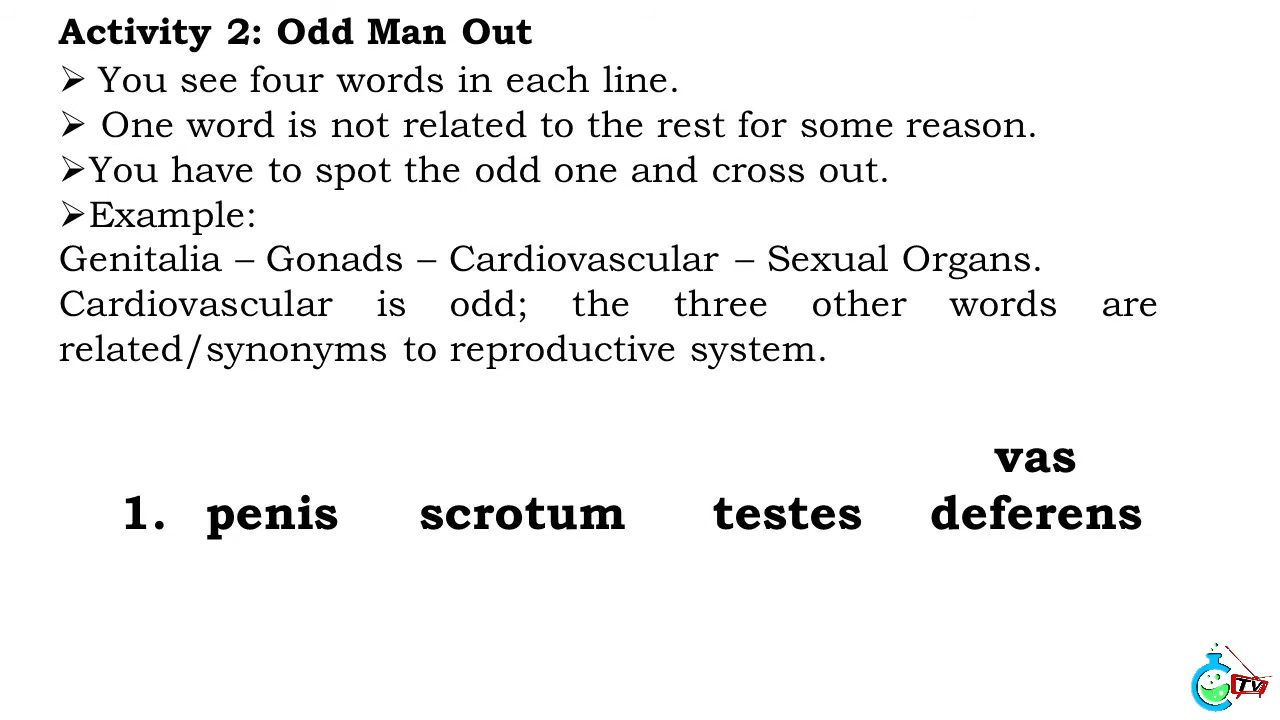 Activity 2: Odd Man Out
➢ You see four words in each line.
➢ One word is not related to the rest for some reason.
➢You have to spot the odd one and cross out.
➢Example:
Genitalia – Gonads – Cardiovascular – Sexual Organs.
Cardiovascular is odd; the three other words are
related/synonyms to reproductive system.
vas
1. penis scrotum testes deferens
TV